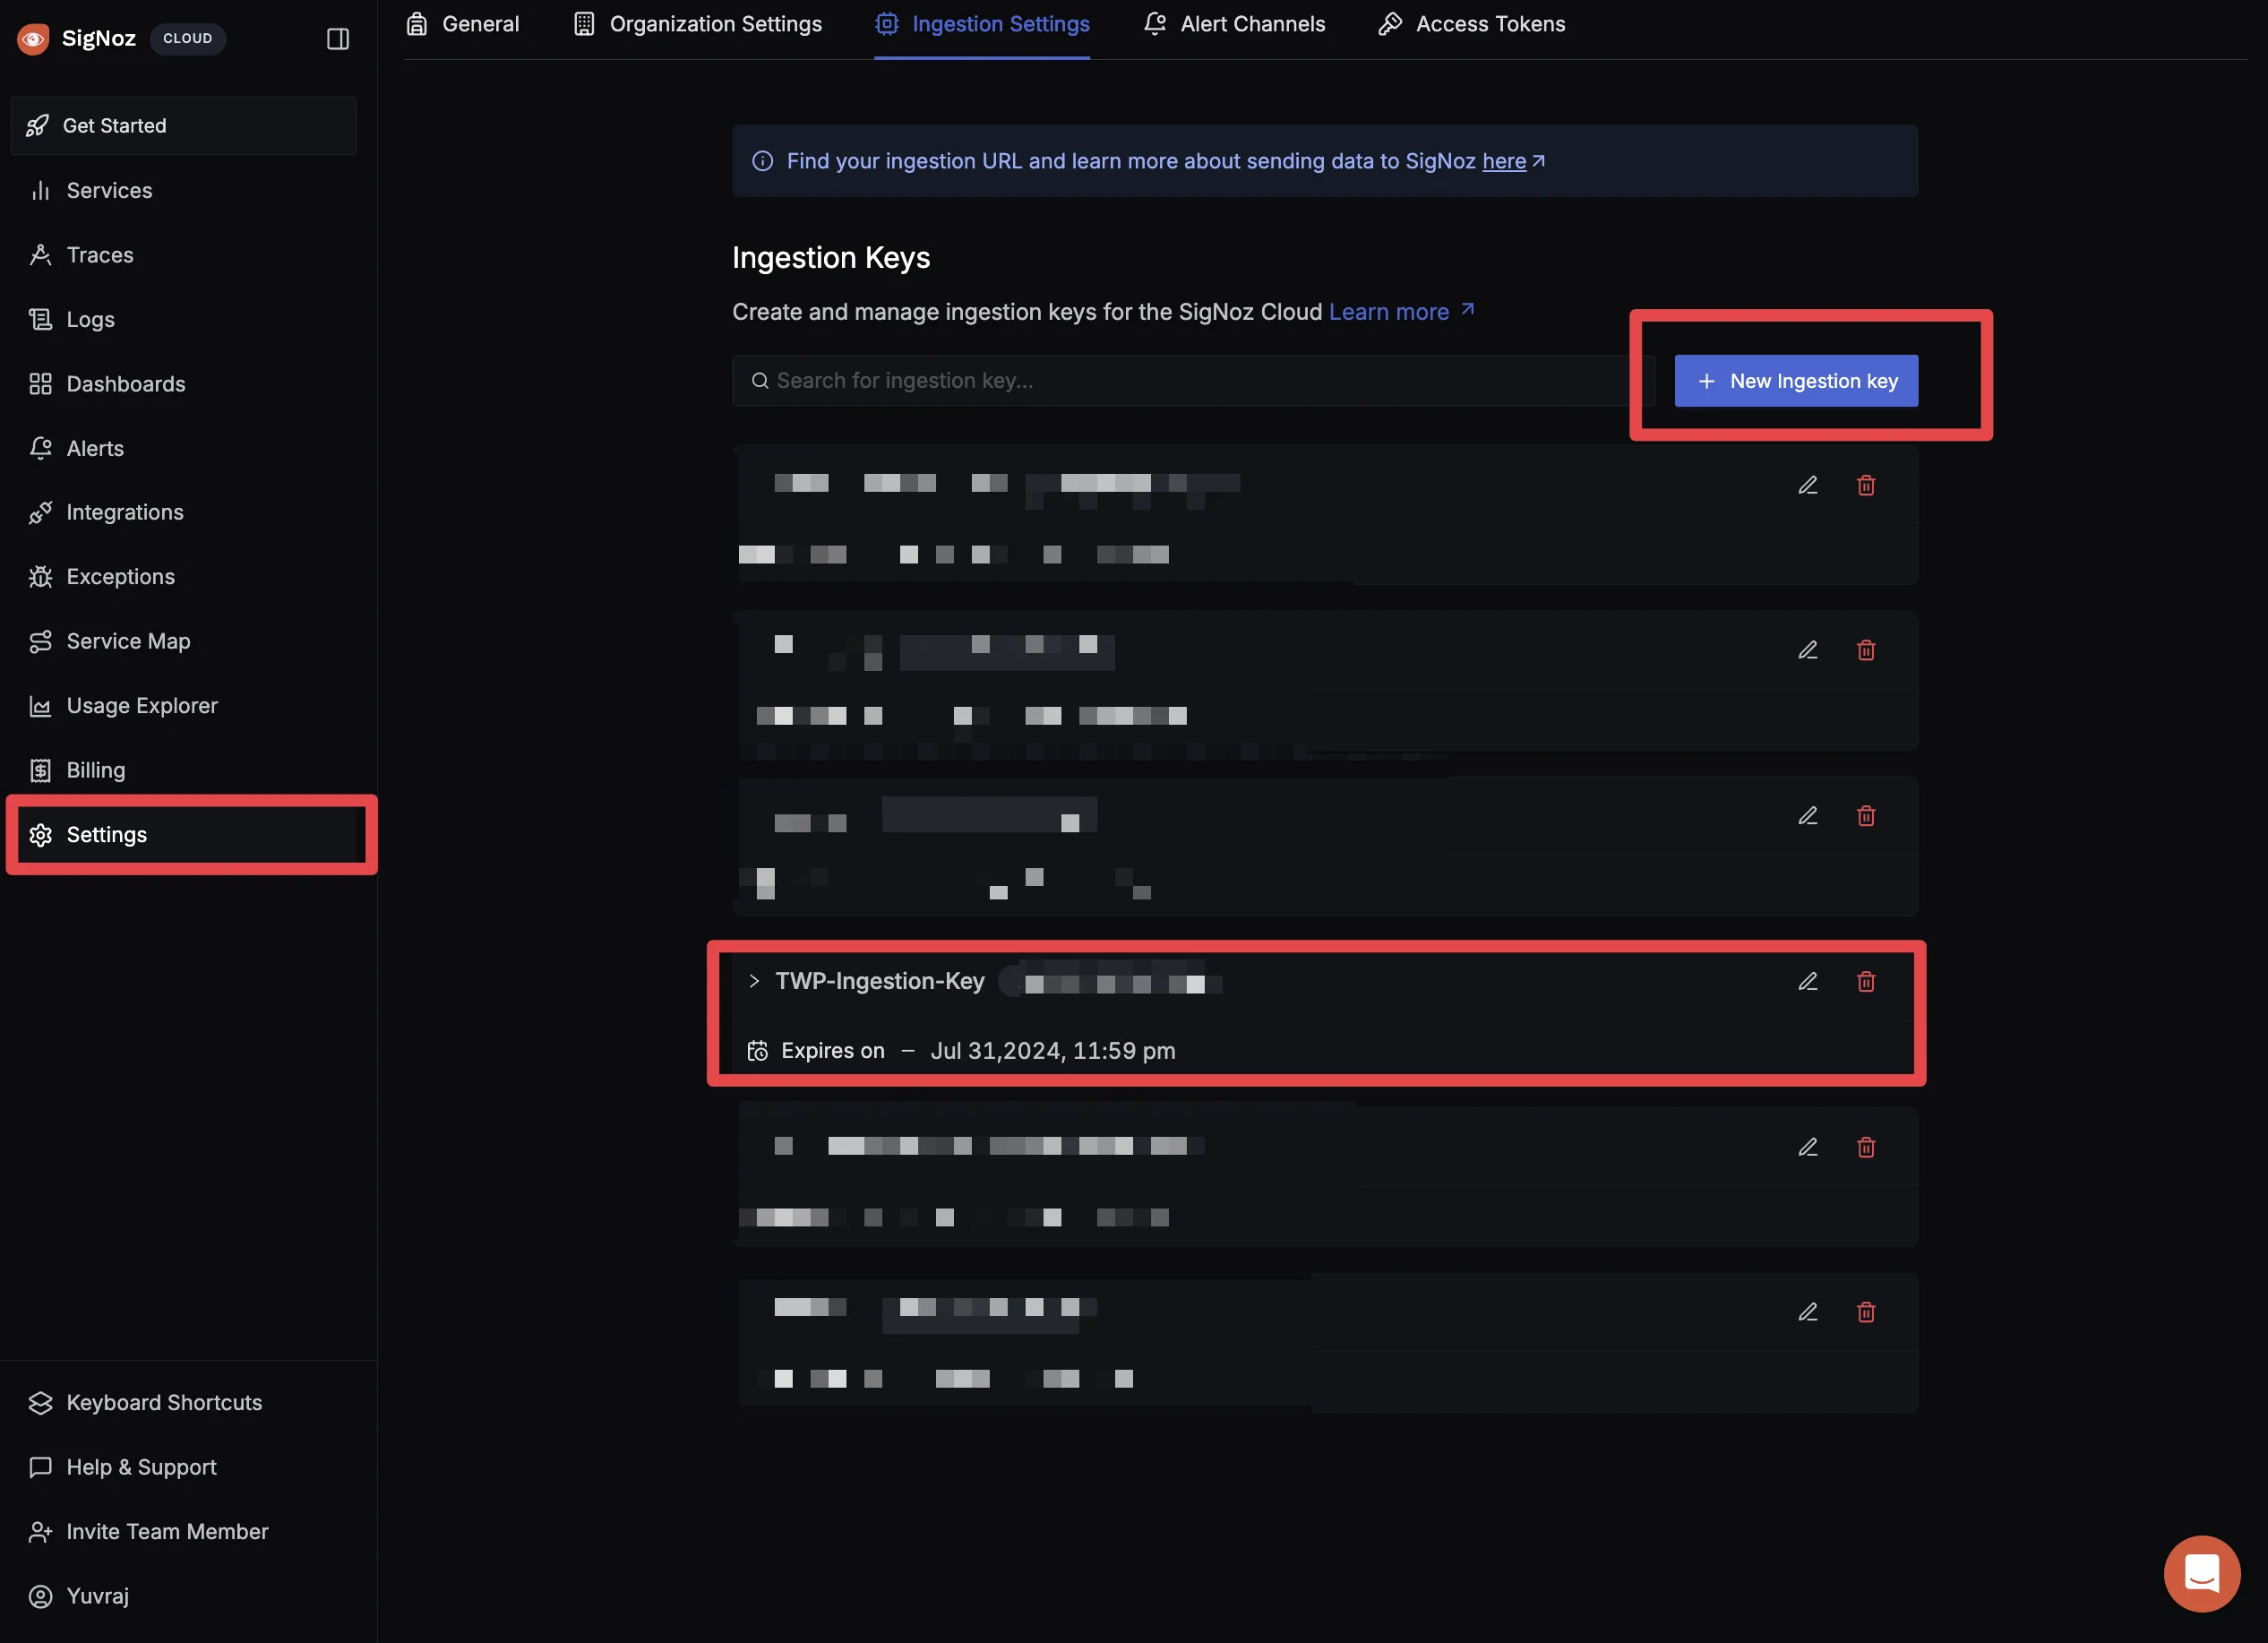 SigNoz CLOUD
Get Started
Services
Traces
Logs
Dashboards
Alerts
Integrations
Exceptions
Service Map
Usage Explorer
Billing
Settings
Keyboard Shortcuts
Help & Support
Invite Team Member
Yuvraj
General Organization Settings Ingestion Settings Alert Channels Access Tokens
Find your ingestion URL and learn more about sending data to SigNoz here
Ingestion Keys
Create and manage ingestion keys for the SigNoz Cloud Learn more
Search for ingestion key...
+ New Ingestion key
TWP-Ingestion-Key
Expires on — Jul 31,2024, 11:59 pm